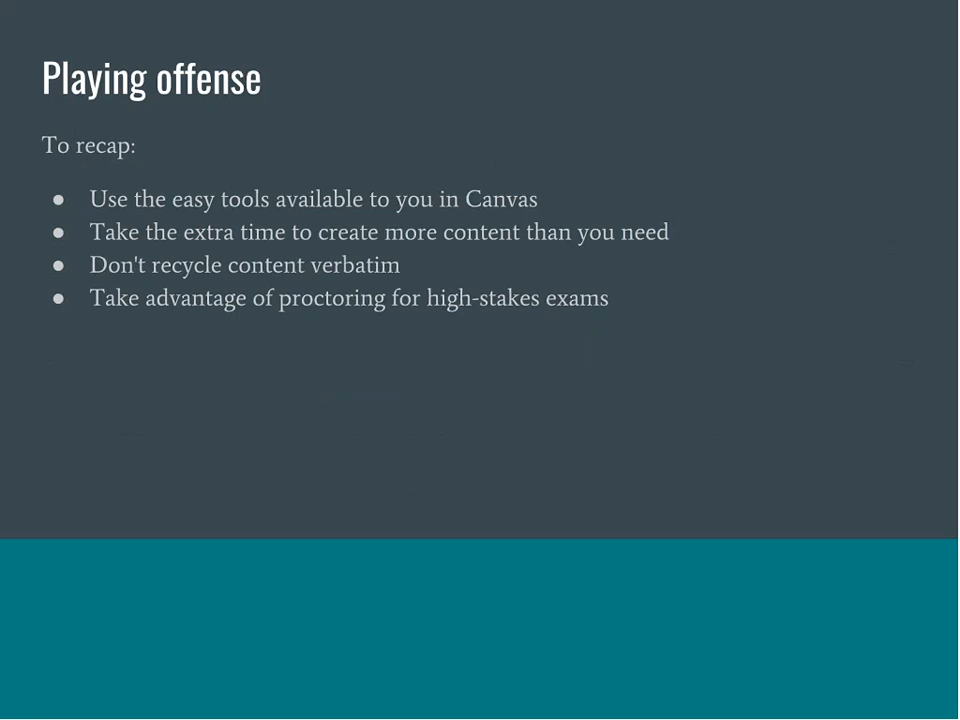 Playing offense
To recap:
● Use the easy tools available to you in Canvas
● Take the extra time to create more content than you need
● Don't recycle content verbatim
● Take advantage of proctoring for high-stakes exams